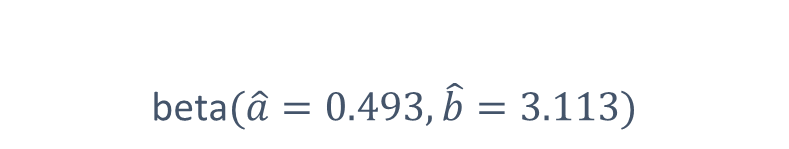 beta(â = 0.493, b̂ = 3.113)